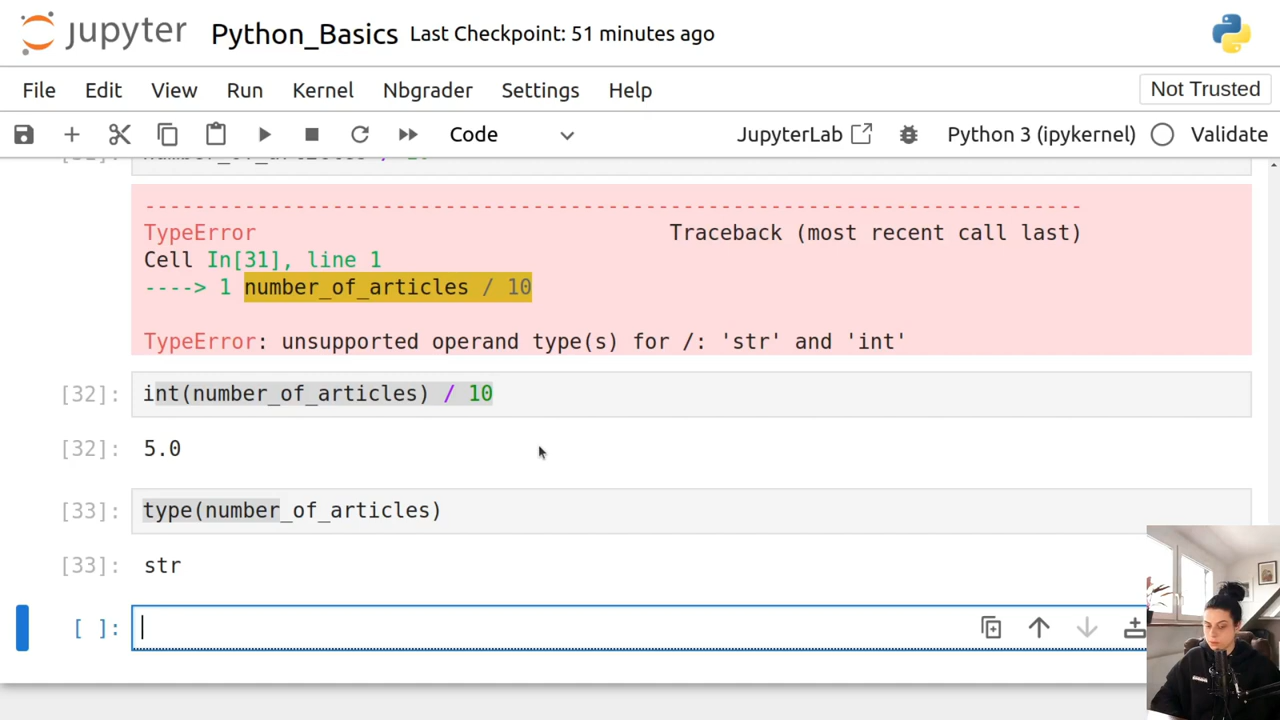 jupyter Python_Basics Last Checkpoint: 51 minutes ago
File Edit View Run Kernel Nbgrader Settings Help Not Trusted
Code JupyterLab Python 3 (ipykernel) Validate
[31]: number_of_articles / 10
---------------------------------------------------------------------------
TypeError Traceback (most recent call last)
Cell In[31], line 1
----> 1 number_of_articles / 10
TypeError: unsupported operand type(s) for /: 'str' and 'int'
[32]: int(number_of_articles) / 10
[32]: 5.0
[33]: type(number_of_articles)
[33]: str
[ ]: